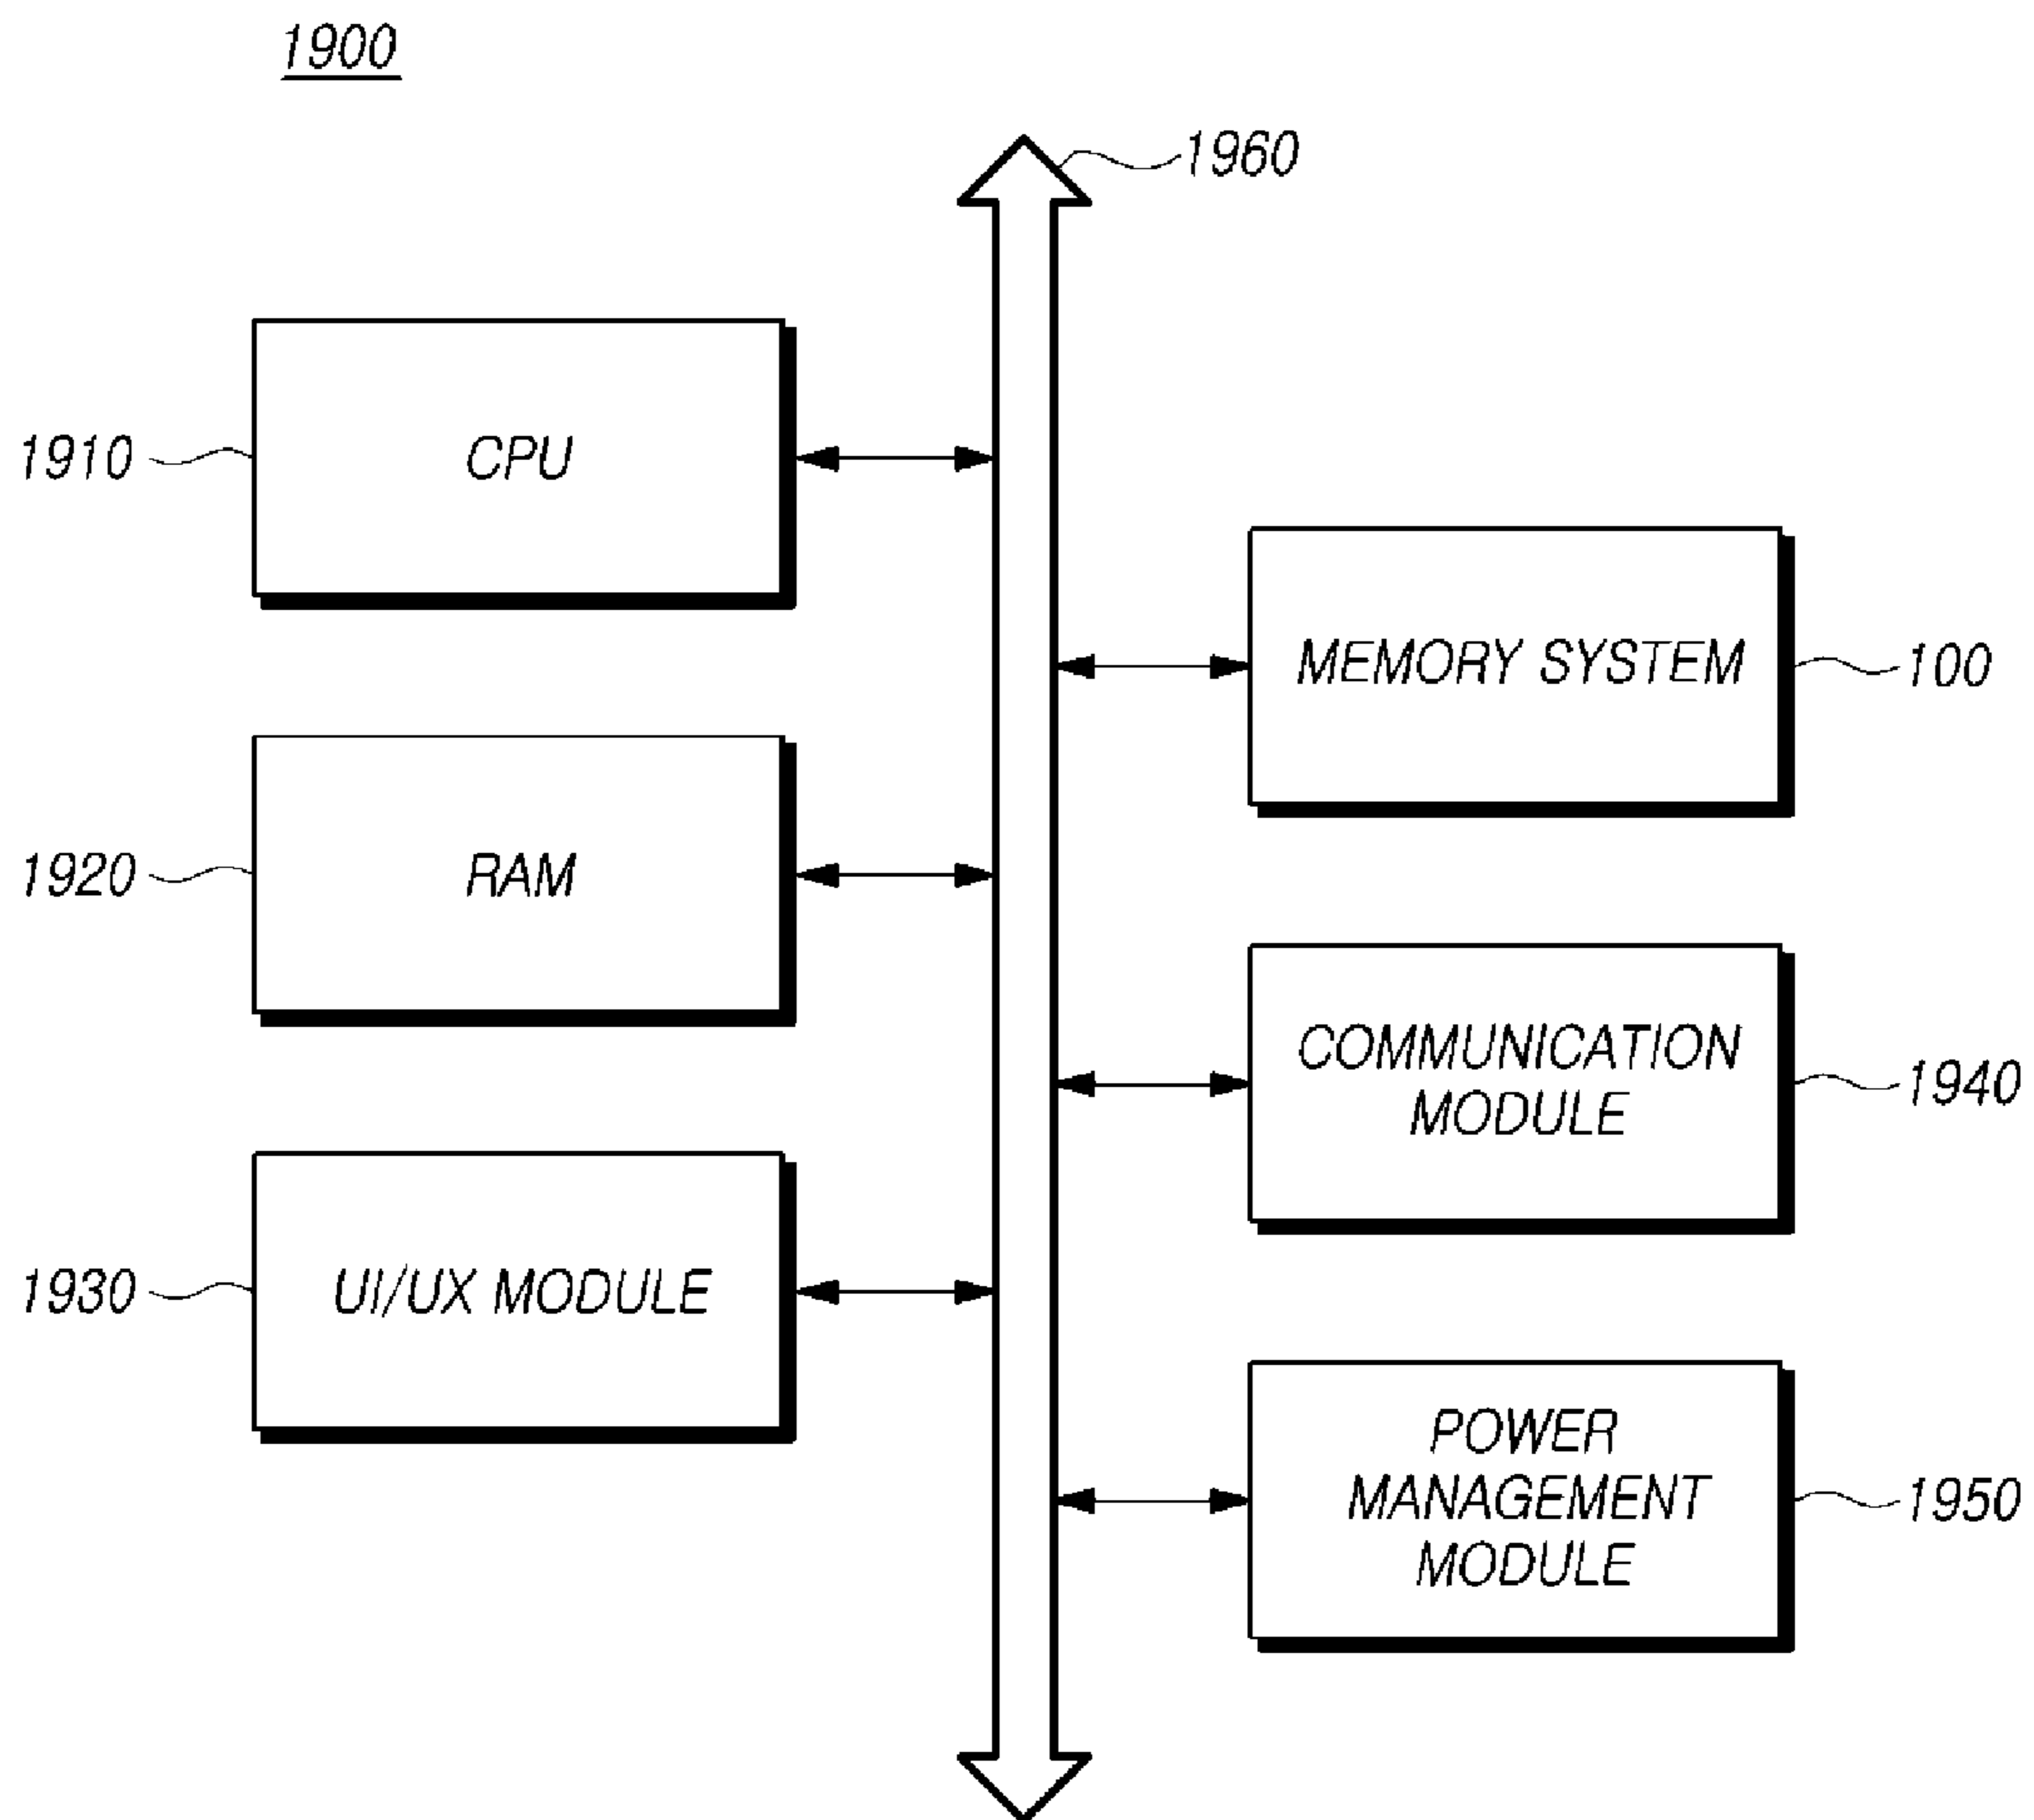 1900
1960
1910
CPU
MEMORY SYSTEM
100
1920
RAM
COMMUNICATION
MODULE
1940
1930
UI/UX MODULE
POWER
MANAGEMENT
MODULE
1950